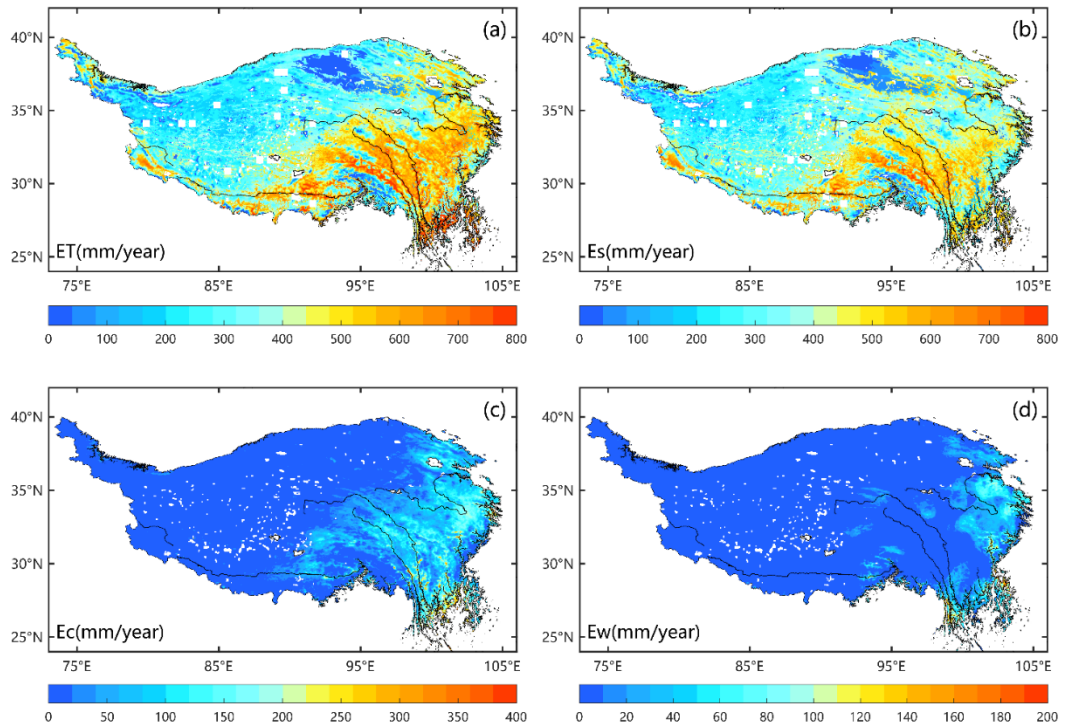 (a)
40°N
35°N
30°N
25°N
ET(mm/year)
75°E 85°E 95°E 105°E
0 100 200 300 400 500 600 700 800
(b)
40°N
35°N
30°N
25°N
Es(mm/year)
75°E 85°E 95°E 105°E
0 100 200 300 400 500 600 700 800
(c)
40°N
35°N
30°N
25°N
Ec(mm/year)
75°E 85°E 95°E 105°E
0 50 100 150 200 250 300 350 400
(d)
40°N
35°N
30°N
25°N
Ew(mm/year)
75°E 85°E 95°E 105°E
0 20 40 60 80 100 120 140 160 180 200